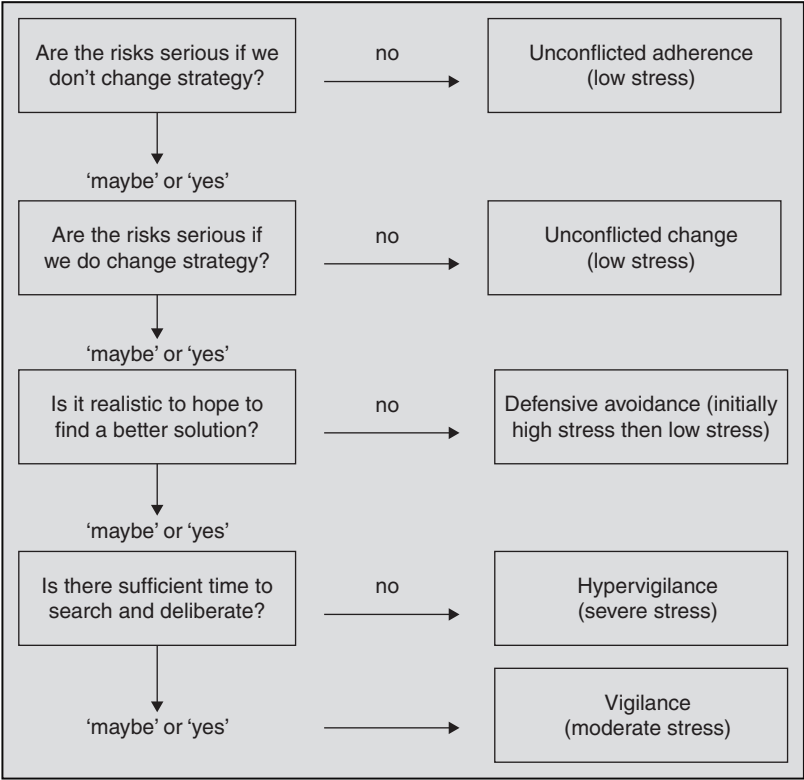 Are the risks serious if we
don't change strategy?
no
Unconflicted adherence
(low stress)
‘maybe’ or ‘yes’
Are the risks serious if
we do change strategy?
no
Unconflicted change
(low stress)
‘maybe’ or ‘yes’
Is it realistic to hope to
find a better solution?
no
Defensive avoidance (initially
high stress then low stress)
‘maybe’ or ‘yes’
Is there sufficient time to
search and deliberate?
no
Hypervigilance
(severe stress)
‘maybe’ or ‘yes’
Vigilance
(moderate stress)